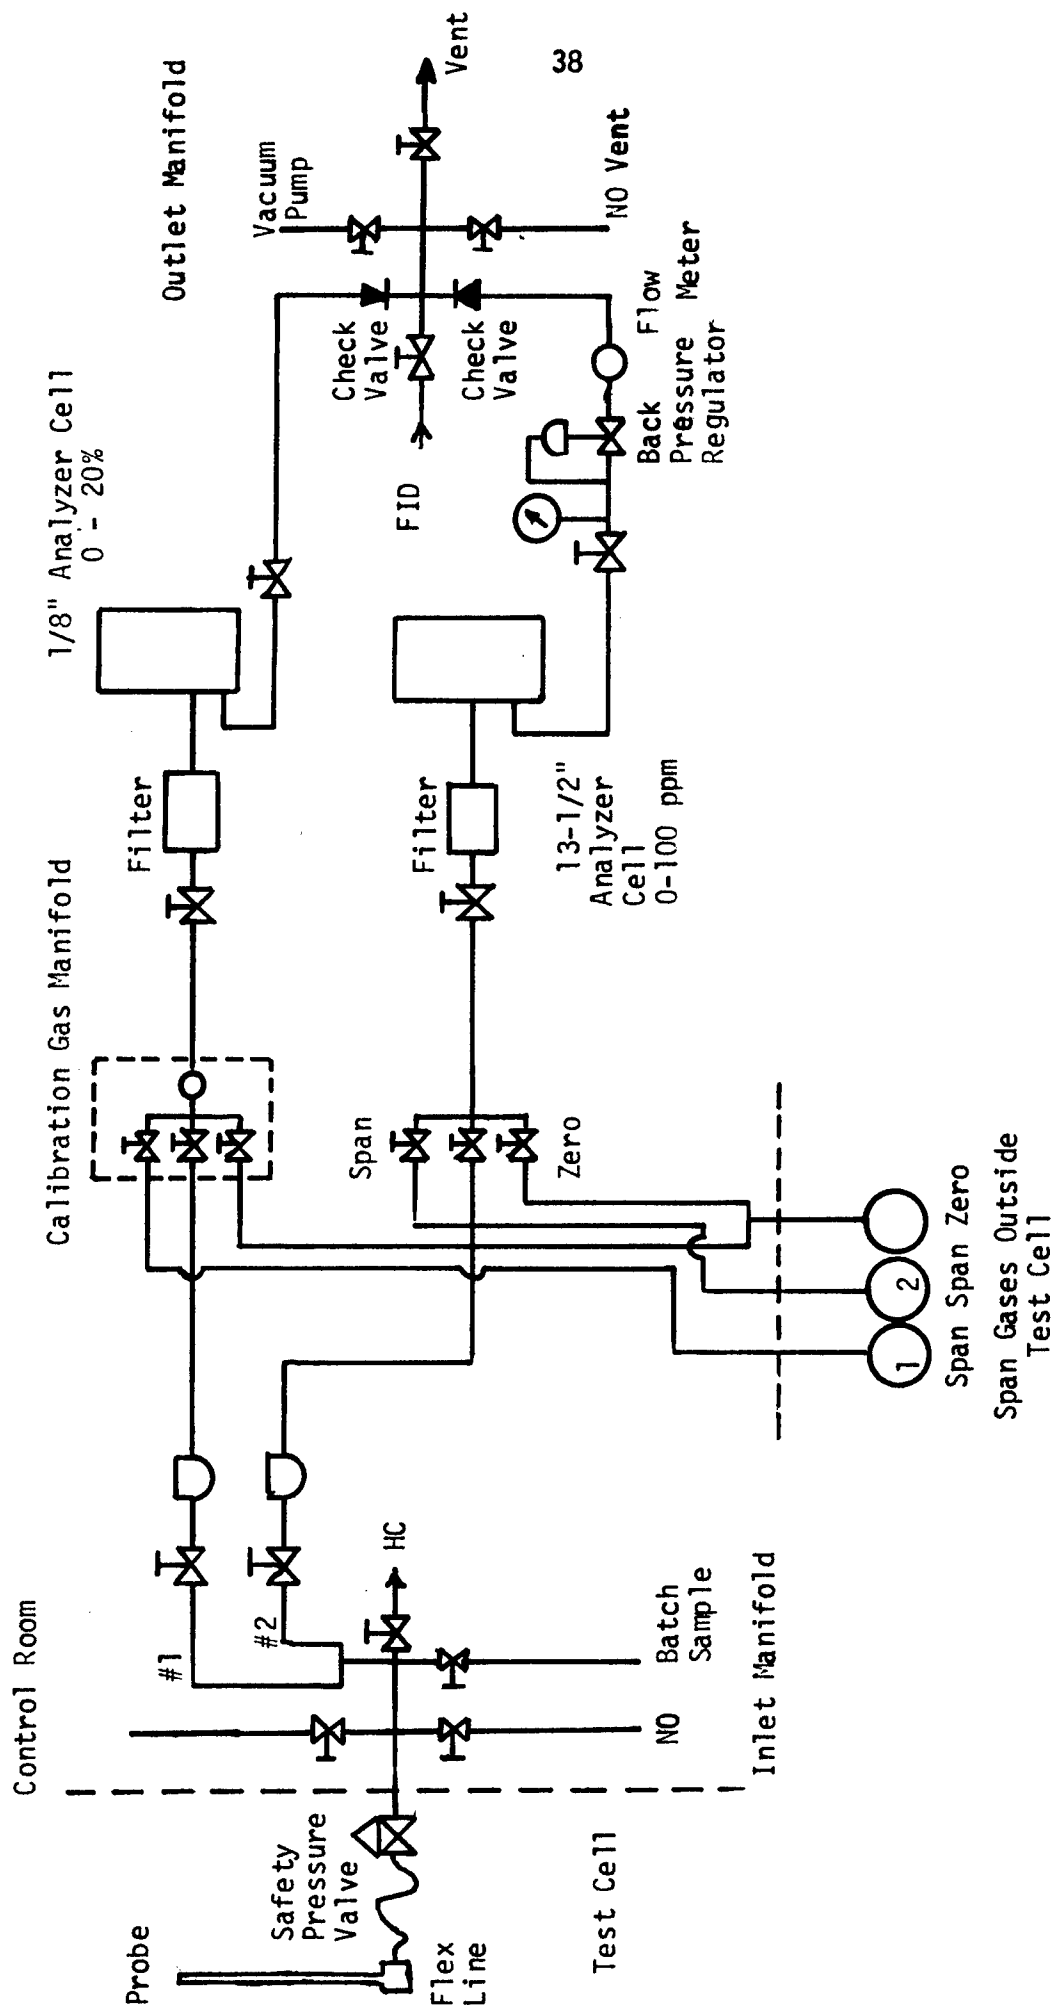 38
Control Room
Probe
Safety
Pressure
Valve
Flex
Line
Test Cell
#1
#2
HC
NO
Batch
Sample
Inlet Manifold
Calibration Gas Manifold
Span
Zero
1
2
Span Span Zero
Span Gases Outside
Test Cell
Filter
Filter
1/8" Analyzer Cell
0 - 20%
13-1/2"
Analyzer
Cell
0-100 ppm
FID
Check
Valve
Check
Valve
Back
Pressure
Regulator
Flow
Meter
Outlet Manifold
Vacuum
Pump
NO Vent
Vent